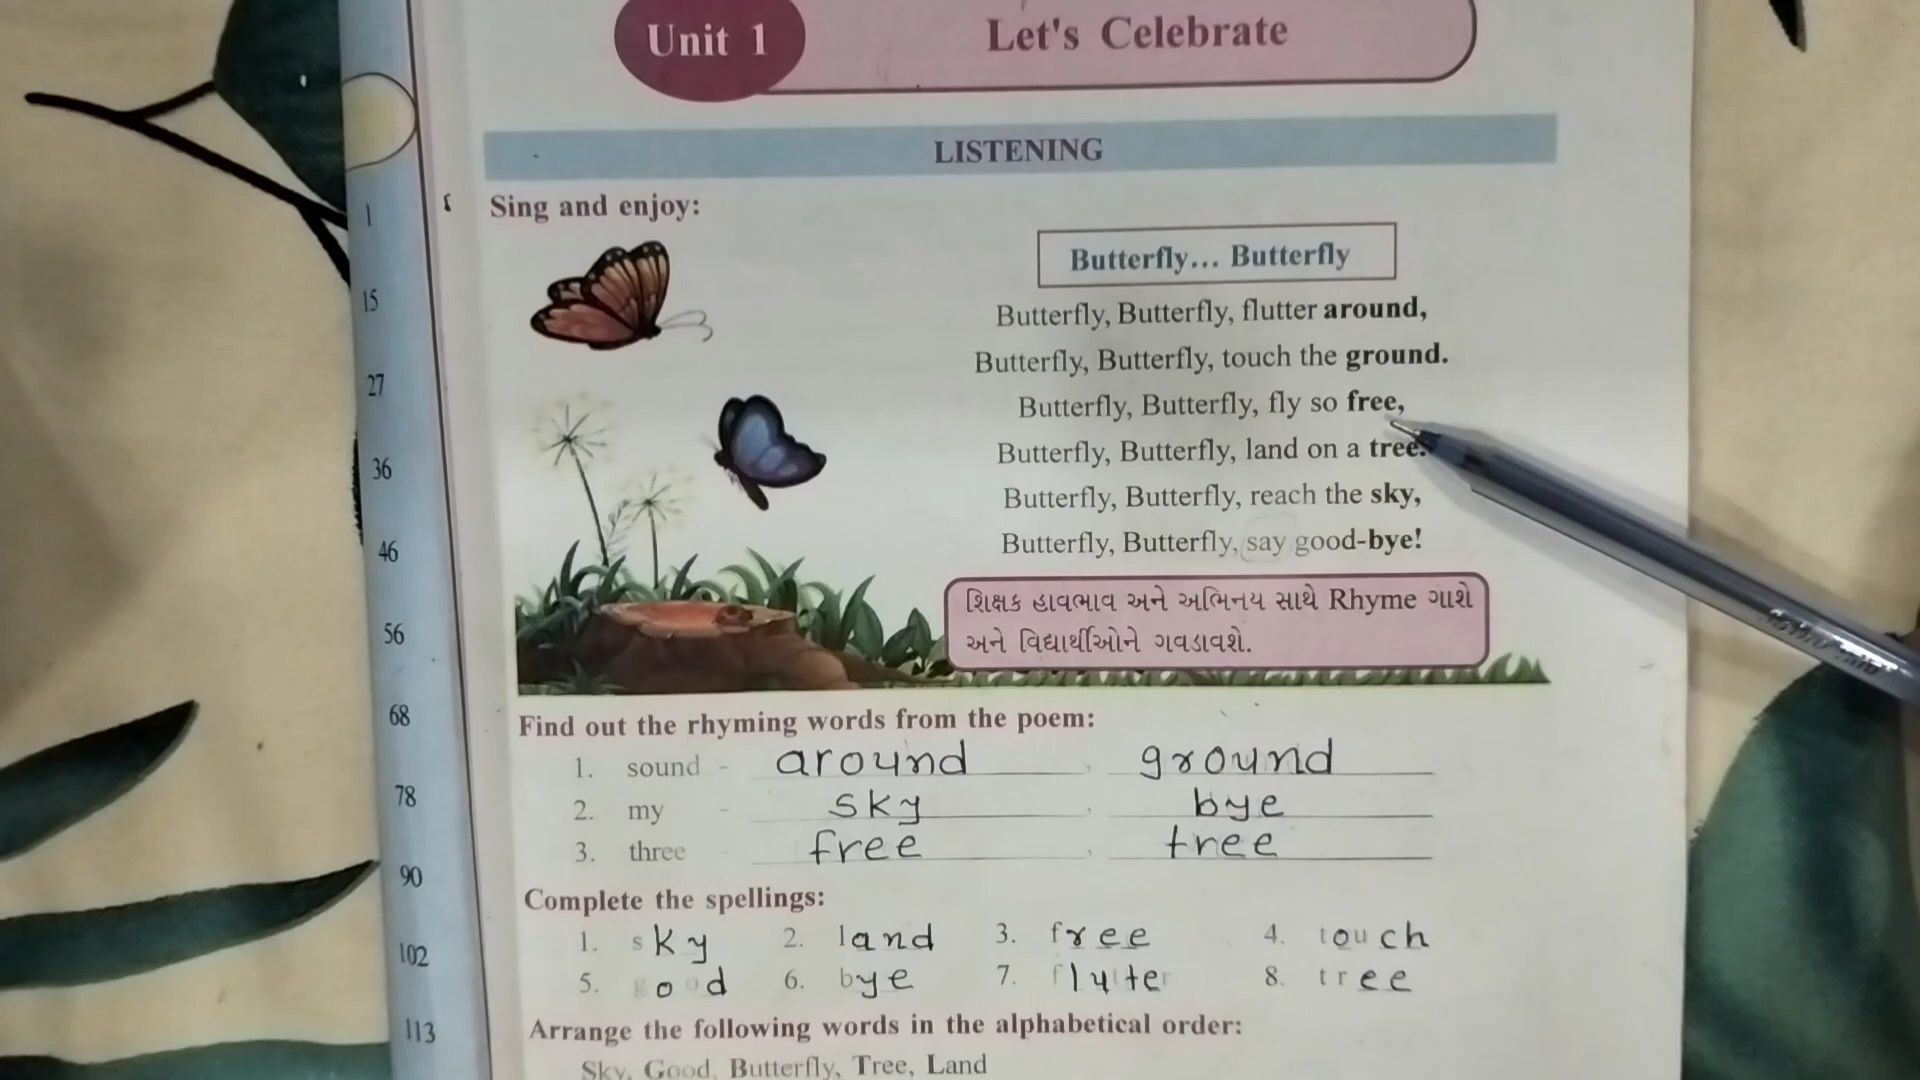 Unit 1
Let's Celebrate
LISTENING
Sing and enjoy:
Butterfly... Butterfly
Butterfly, Butterfly, flutter around,
Butterfly, Butterfly, touch the ground.
Butterfly, Butterfly, fly so free,
Butterfly, Butterfly, land on a tree.
Butterfly, Butterfly, reach the sky,
Butterfly, Butterfly, say good-bye!
શિક્ષક હાવભાવ અને અભિનય સાથે Rhyme ગાશે
અને વિદ્યાર્થીઓને ગવડાવશે.
Find out the rhyming words from the poem:
1. sound - around , ground
2. my - sky , bye
3. three - free , tree
Complete the spellings:
1. sky 2. land 3. free 4. touch
5. good 6. bye 7. flutter 8. tree
Arrange the following words in the alphabetical order:
Sky, Good, Butterfly, Tree, Land
1
15
27
36
46
56
68
78
90
102
113